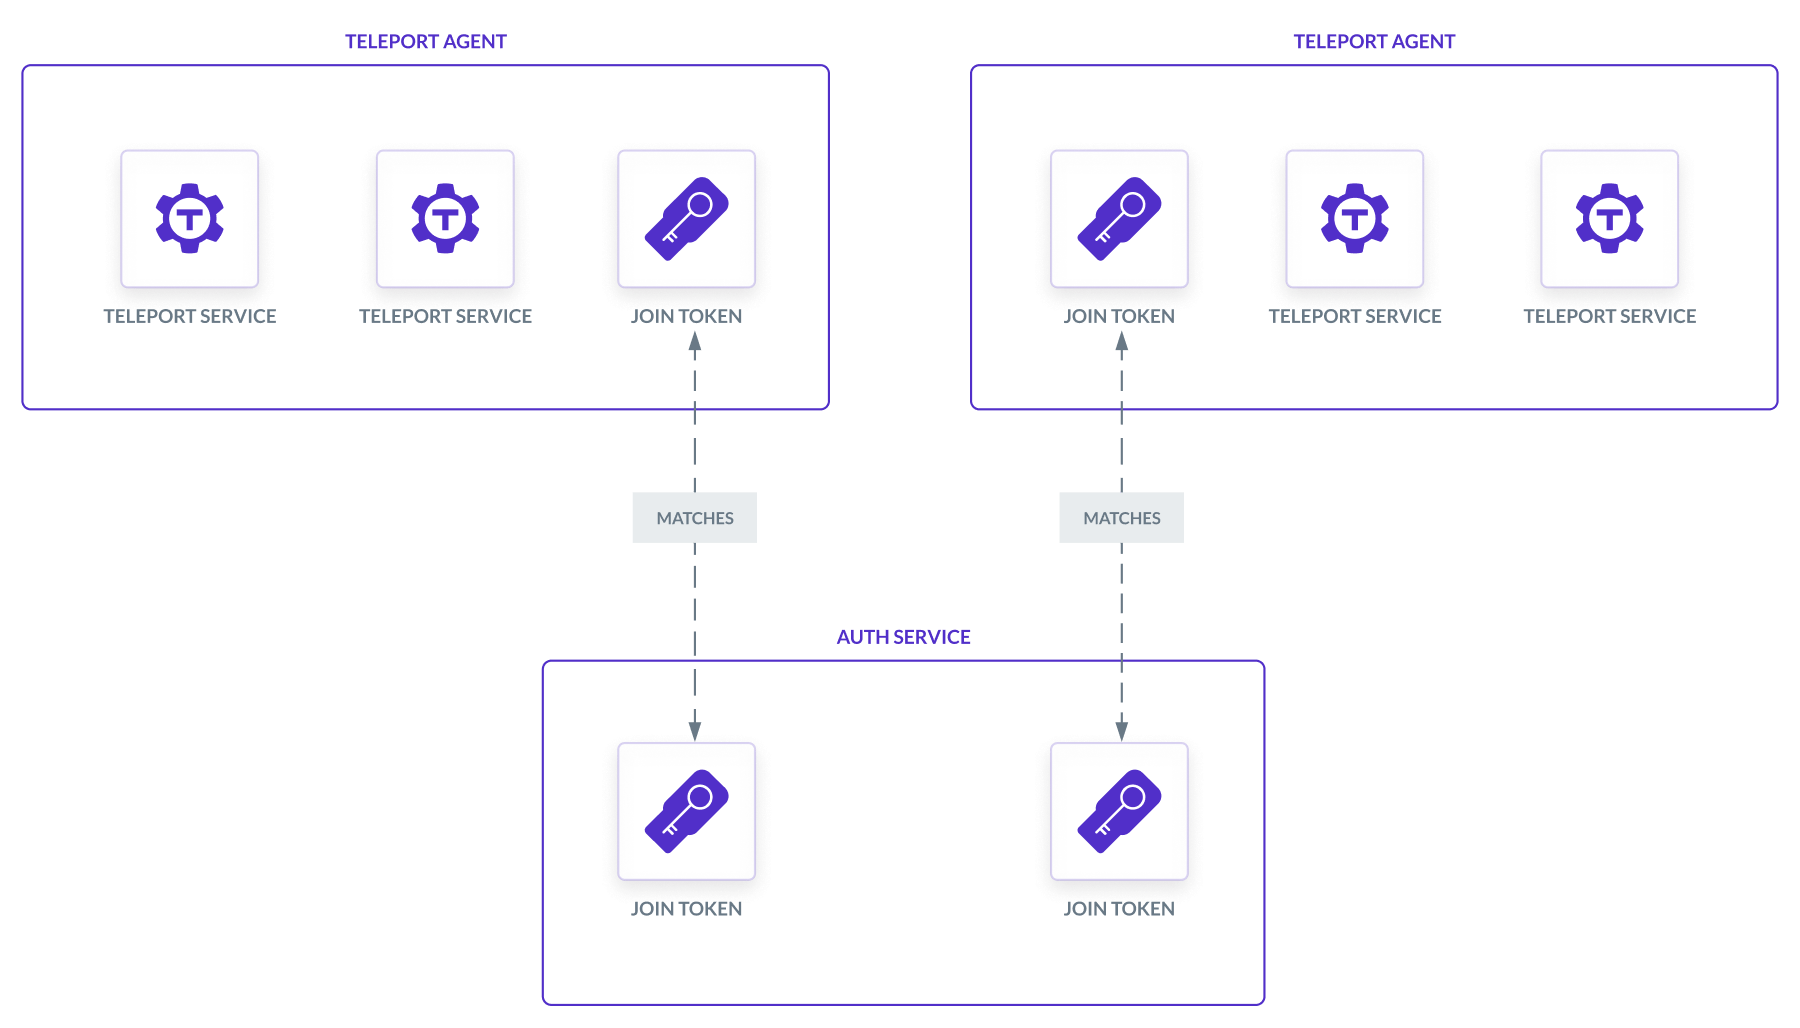 TELEPORT AGENT
TELEPORT AGENT
T
T
T
T
TELEPORT SERVICE
TELEPORT SERVICE
JOIN TOKEN
JOIN TOKEN
TELEPORT SERVICE
TELEPORT SERVICE
MATCHES
MATCHES
AUTH SERVICE
JOIN TOKEN
JOIN TOKEN